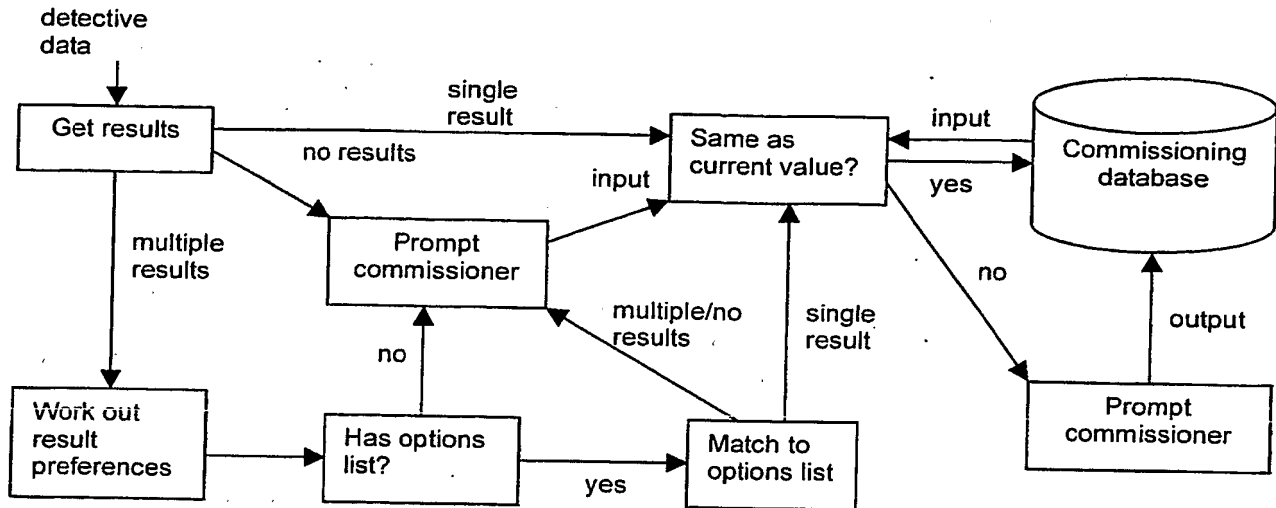 detective
data
Get results
single
result
no results
Same as
current value?
input
yes
Commissioning
database
input
Prompt
commissioner
multiple
results
no
multiple/no
results
single
result
no
output
Work out
result
preferences
Has options
list?
yes
Match to
options list
Prompt
commissioner